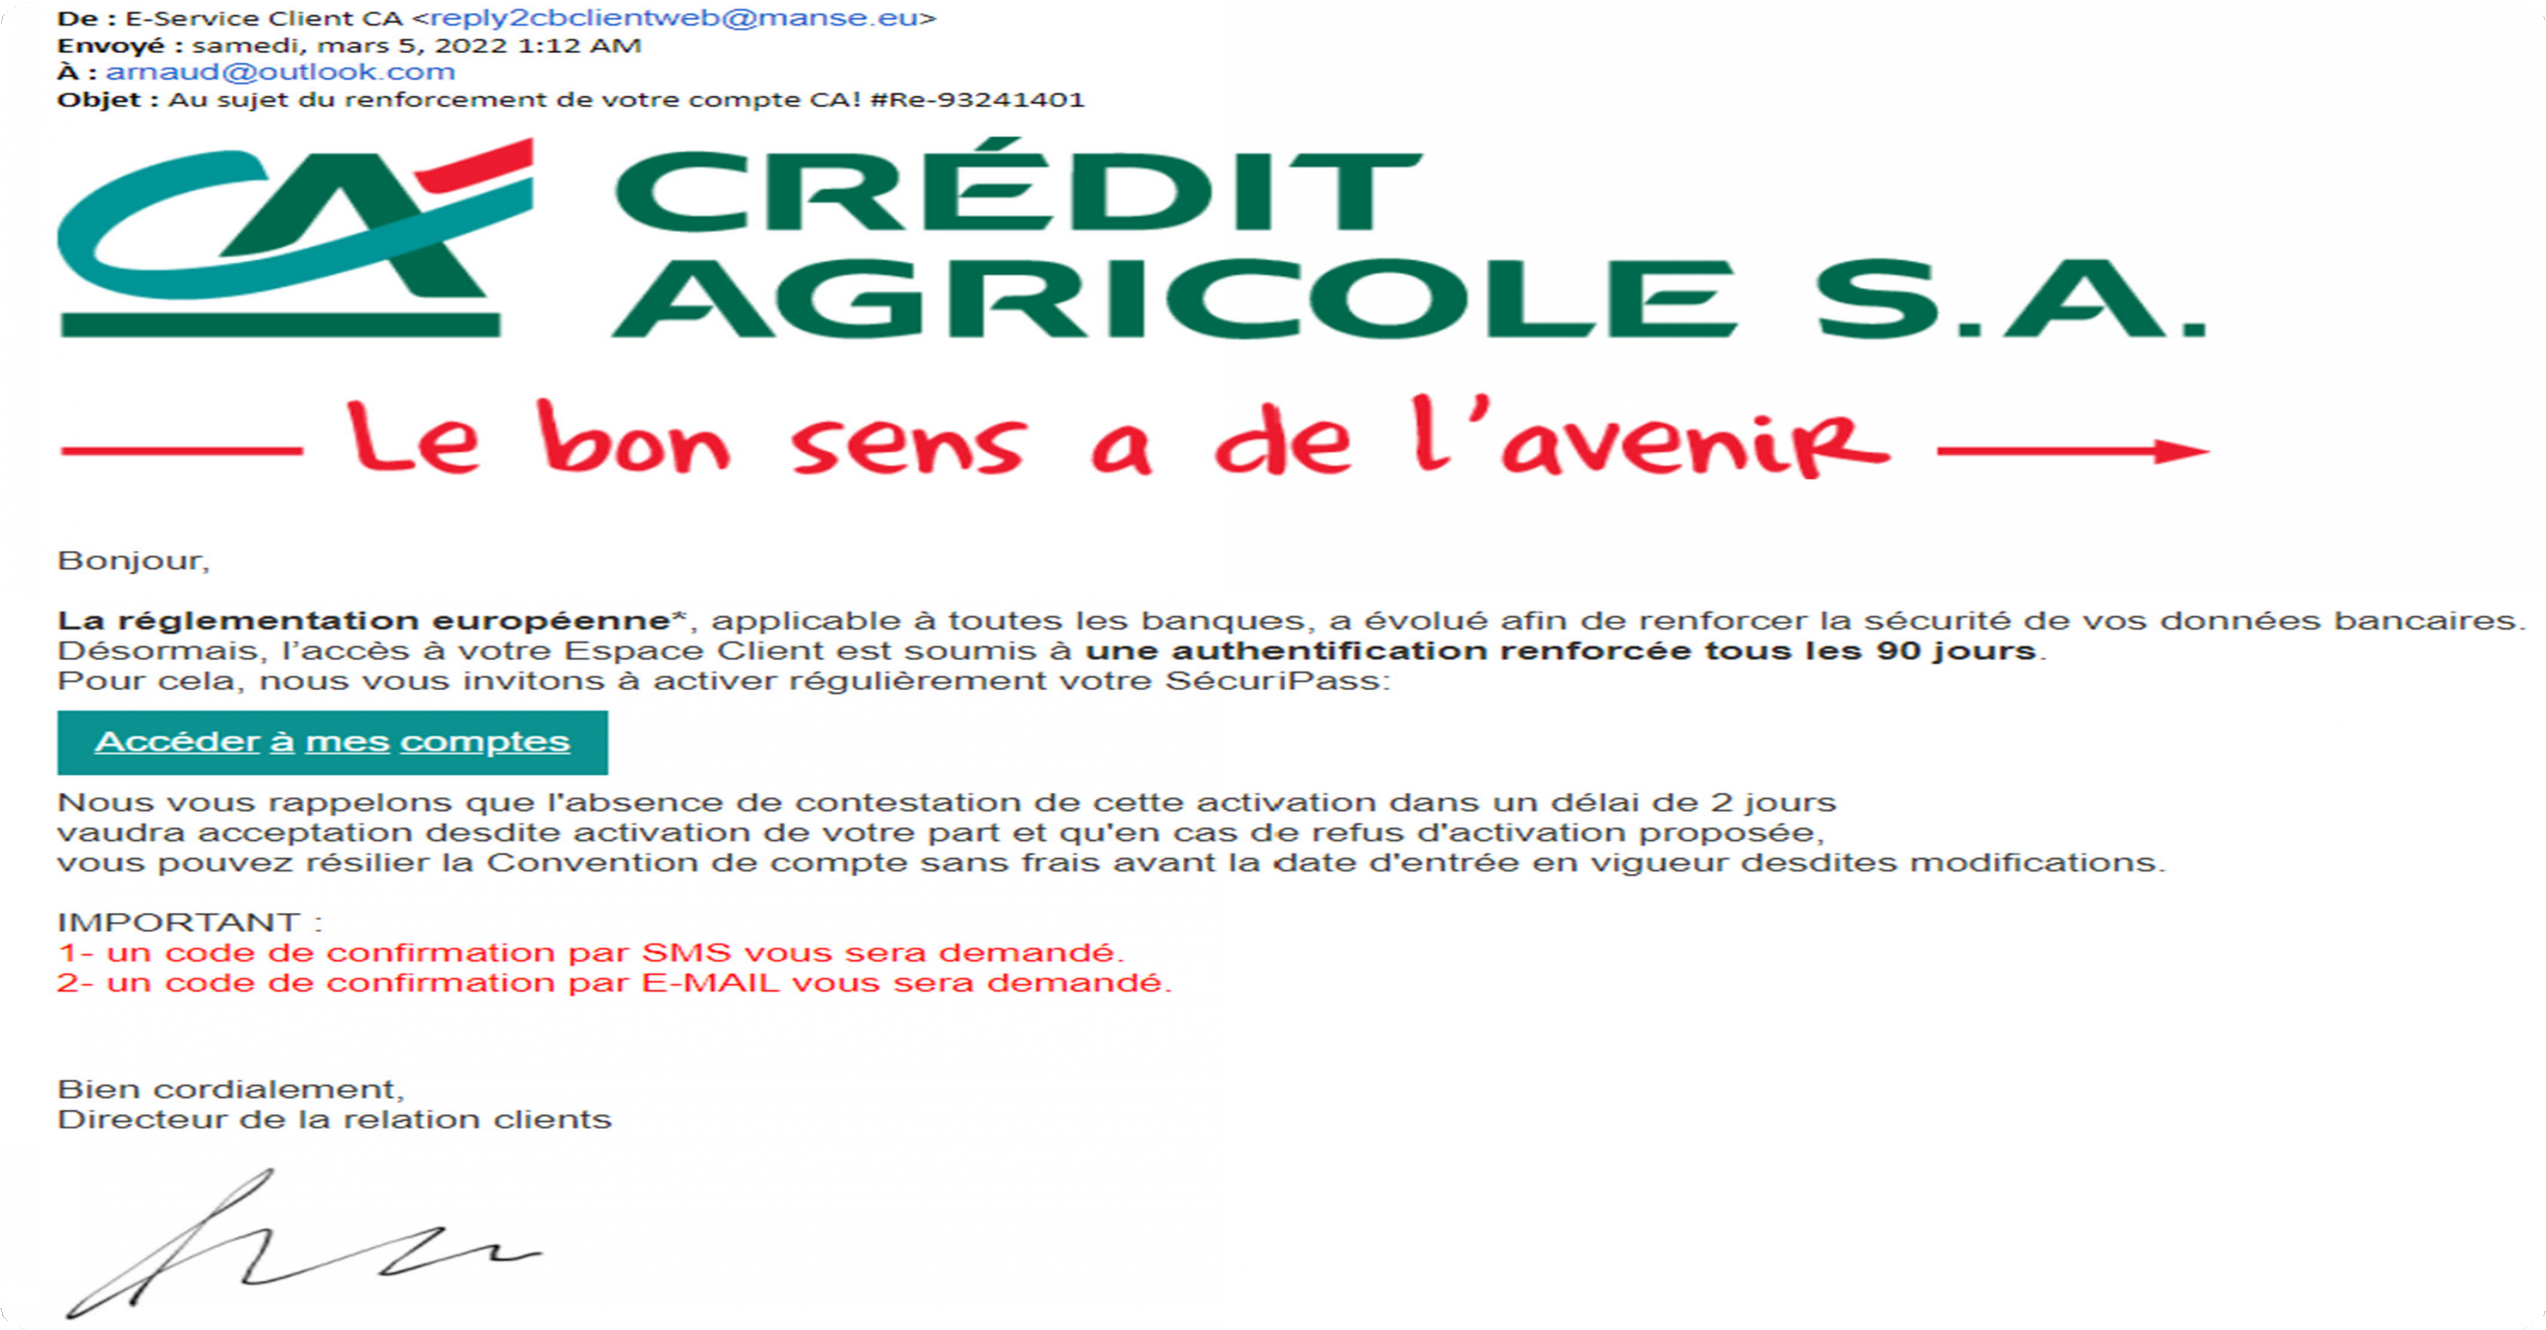 De : E-Service Client CA <reply2cbclientweb@manse.eu>
Envoyé : samedi, mars 5, 2022 1:12 AM
À : arnaud@outlook.com
Objet : Au sujet du renforcement de votre compte CA! #Re-93241401
CA CRÉDIT
AGRICOLE S.A.
Le bon sens a de l'avenir
Bonjour,
La réglementation européenne*, applicable à toutes les banques, a évolué afin de renforcer la sécurité de vos données bancaires.
Désormais, l'accès à votre Espace Client est soumis à une authentification renforcée tous les 90 jours.
Pour cela, nous vous invitons à activer régulièrement votre SécuriPass:
Accéder à mes comptes
Nous vous rappelons que l'absence de contestation de cette activation dans un délai de 2 jours
vaudra acceptation desdite activation de votre part et qu'en cas de refus d'activation proposée,
vous pouvez résilier la Convention de compte sans frais avant la date d'entrée en vigueur desdites modifications.
IMPORTANT :
1- un code de confirmation par SMS vous sera demandé.
2- un code de confirmation par E-MAIL vous sera demandé.
Bien cordialement,
Directeur de la relation clients